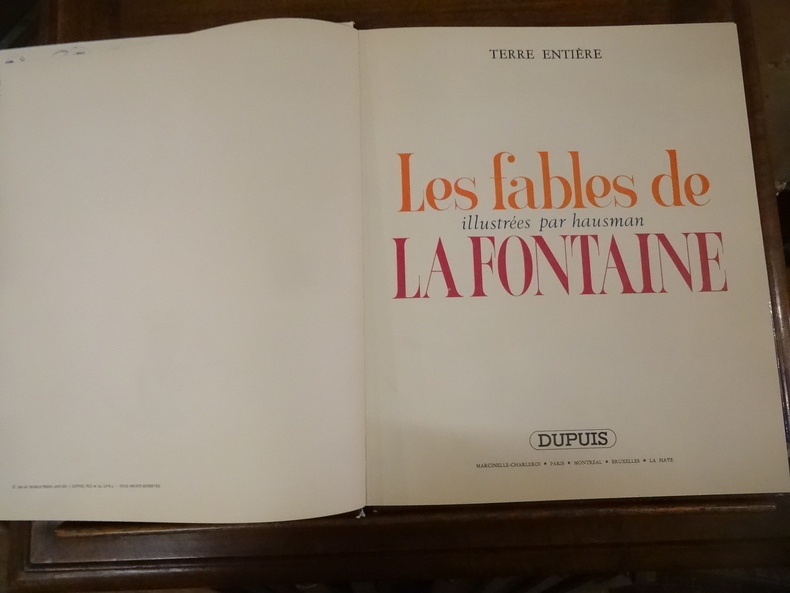 TERRE ENTIÈRE
Les fables de
illustrées par hausman
LA FONTAINE
DUPUIS
MARCINELLE-CHARLEROI • PARIS • MONTRÉAL • BRUXELLES • LA HAYE